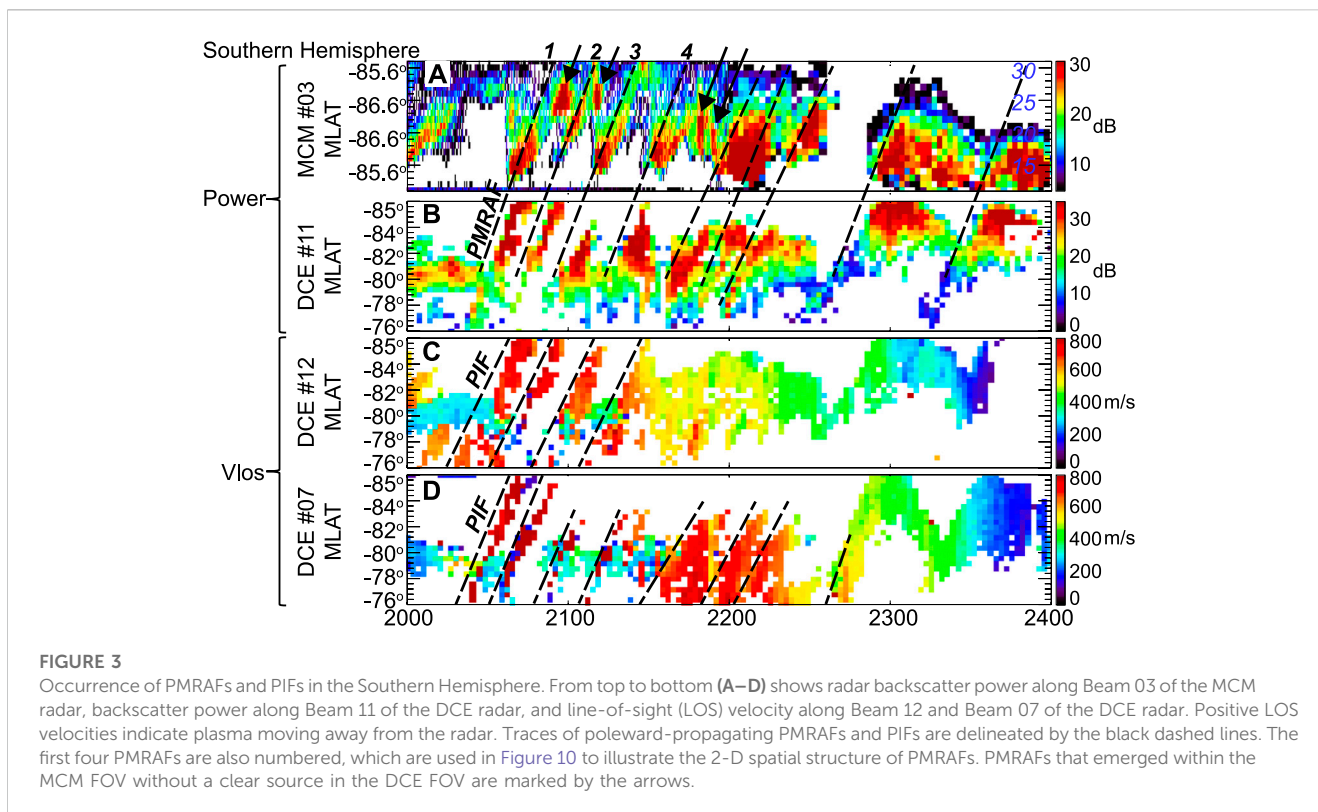 Southern Hemisphere
1 2 3 4
Power
MCM #03
MLAT
A
-85.6°
-86.6°
-86.6°
-85.6°
30
25
20
15
30
20
dB
10
0
PMRAF
DCE #11
MLAT
B
-85°
-84°
-82°
-80°
-78°
-76°
30
20
dB
10
0
Vlos
DCE #12
MLAT
C
PIF
-85°
-84°
-80°
-78°
-76°
800
600
400 m/s
200
0
DCE #07
MLAT
D
PIF
-85°
-84°
-82°
-80°
-78°
-76°
800
600
400 m/s
200
0
2000 2100 2200 2300 2400
FIGURE 3
Occurrence of PMRAFs and PIFs in the Southern Hemisphere. From top to bottom (A–D) shows radar backscatter power along Beam 03 of the MCM
radar, backscatter power along Beam 11 of the DCE radar, and line-of-sight (LOS) velocity along Beam 12 and Beam 07 of the DCE radar. Positive LOS
velocities indicate plasma moving away from the radar. Traces of poleward-propagating PMRAFs and PIFs are delineated by the black dashed lines. The
first four PMRAFs are also numbered, which are used in Figure 10 to illustrate the 2-D spatial structure of PMRAFs. PMRAFs that emerged within the
MCM FOV without a clear source in the DCE FOV are marked by the arrows.